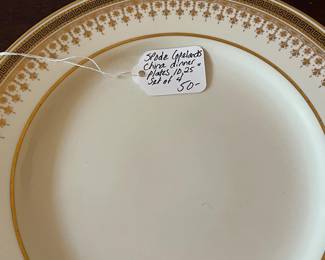 Spode Copelands
China dinner
plates 10.25
Set of 4
50-